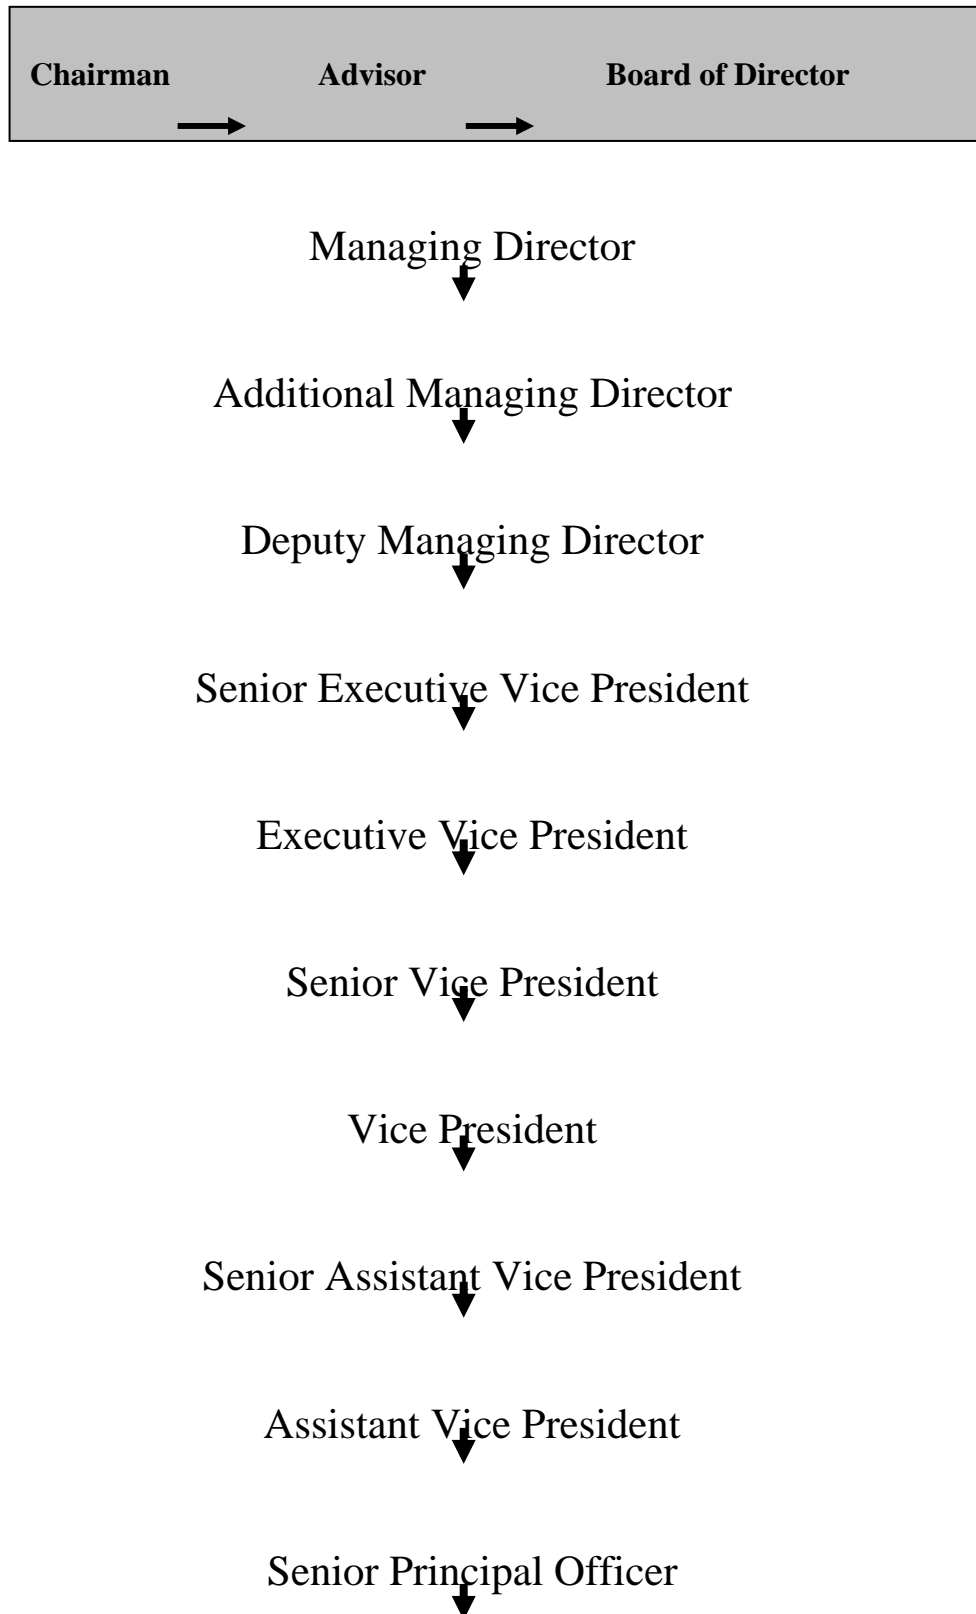 Chairman Advisor Board of Director
Managing Director
Additional Managing Director
Deputy Managing Director
Senior Executive Vice President
Executive Vice President
Senior Vice President
Vice President
Senior Assistant Vice President
Assistant Vice President
Senior Principal Officer